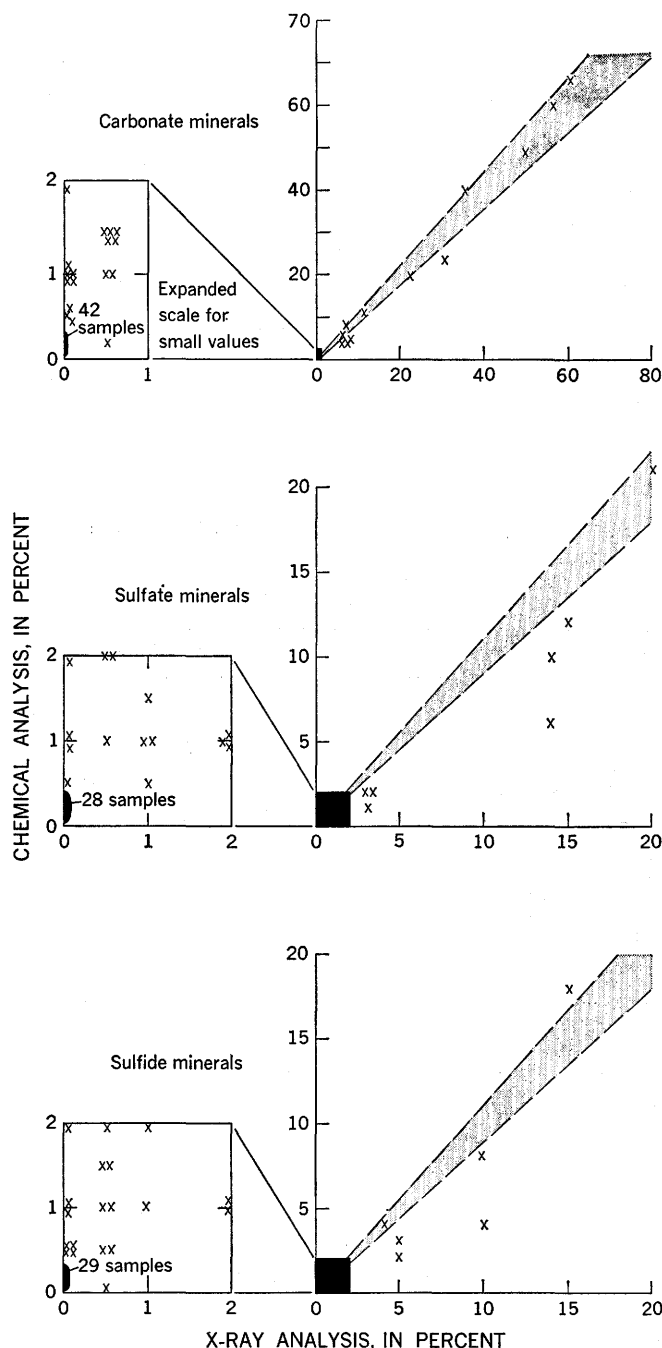 Carbonate minerals
70
60
40
20
0
0 20 40 60 80
2
1
0
0 1
42
samples
Expanded
scale for
small values
CHEMICAL ANALYSIS, IN PERCENT
Sulfate minerals
20
15
10
5
0 5 10 15 20
2
1
0
0 1 2
28 samples
Sulfide minerals
20
15
10
5
0 5 10 15 20
2
1
0
0 1 2
29 samples
X-RAY ANALYSIS, IN PERCENT